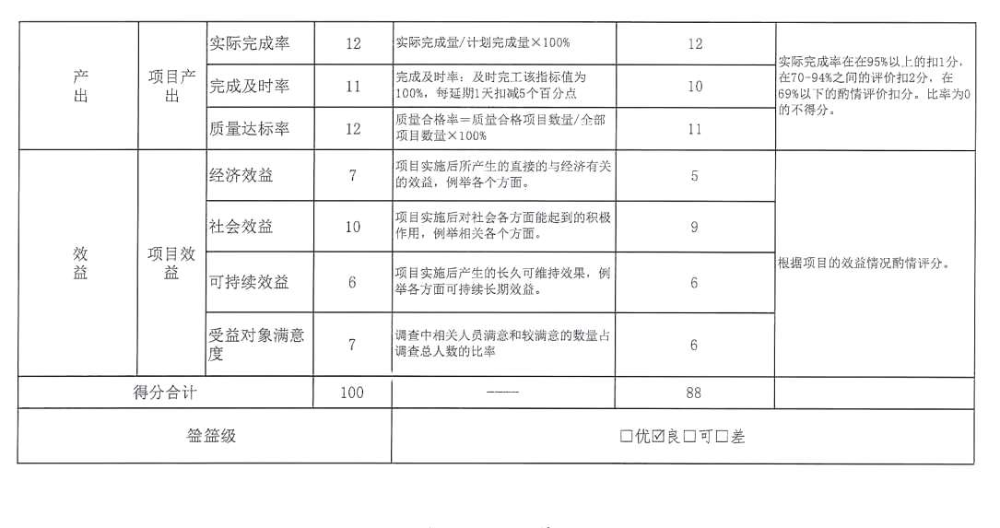 产
出
项目产
出
实际完成率
12
实际完成量/计划完成量×100%
12
实际完成率在在95%以上的扣1分，
在70-94%之间的评价扣2分，在
69%以下的酌情评价扣分。比率为0
的不得分。
完成及时率
11
完成及时率：及时完工该指标值为
100%，每延期1天扣减5个百分点
10
质量达标率
12
质量合格率＝质量合格项目数量/全部
项目数量×100%
11
效
益
项目效
益
经济效益
7
项目实施后所产生的直接的与经济有关
的效益，例举各个方面。
5
根据项目的效益情况酌情评分。
社会效益
10
项目实施后对社会各方面能起到的积极
作用，例举相关各个方面。
9
可持续效益
6
项目实施后产生的长久可维持效果，例
举各方面可持续长期效益。
6
受益对象满意
度
7
调查中相关人员满意和较满意的数量占
调查总人数的比率
6
得分合计
100
————
88
级
□优☑良□可□差